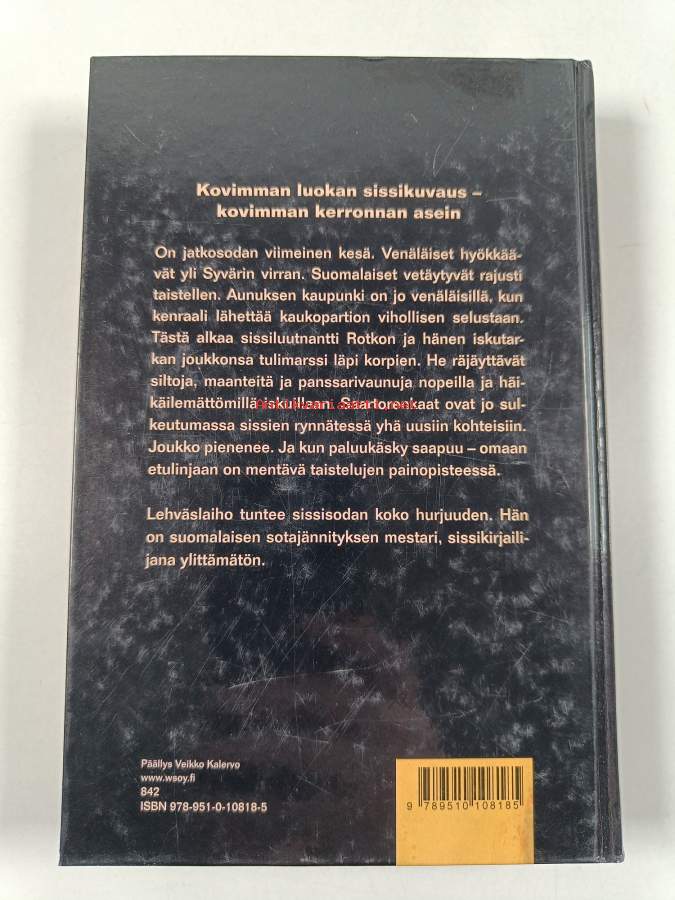 Kovimman luokan sissikuvaus –
kovimman kerronnan asein
On jatkosodan viimeinen kesä. Venäläiset hyökkää-
vät yli Syvärin virran. Suomalaiset vetäytyvät rajusti
taistellen. Aunuksen kaupunki on jo venäläisillä, kun
kenraali lähettää kaukopartion vihollisen selustaan.
Tästä alkaa sissiluutnantti Rotkon ja hänen iskutar-
kan joukkonsa tulimarssi läpi korpien. He räjäyttävät
siltoja, maanteitä ja panssarivaunuja nopeilla ja häi-
käilemättömillä iskuillaan. Saartorenkaat ovat jo sul-
keutumassa sissien rynnätessä yhä uusiin kohteisiin.
Joukko pienenee. Ja kun paluukäsky saapuu – omaan
etulinjaan on mentävä taistelujen painopisteessä.
Lehväslaiho tuntee sissisodan koko hurjuuden. Hän
on suomalaisen sotajännityksen mestari, sissikirjaili-
jana ylittämätön.
Päällys Veikko Kalervo
www.wsoy.fi
842
ISBN 978-951-0-10818-5
9 789510 108185